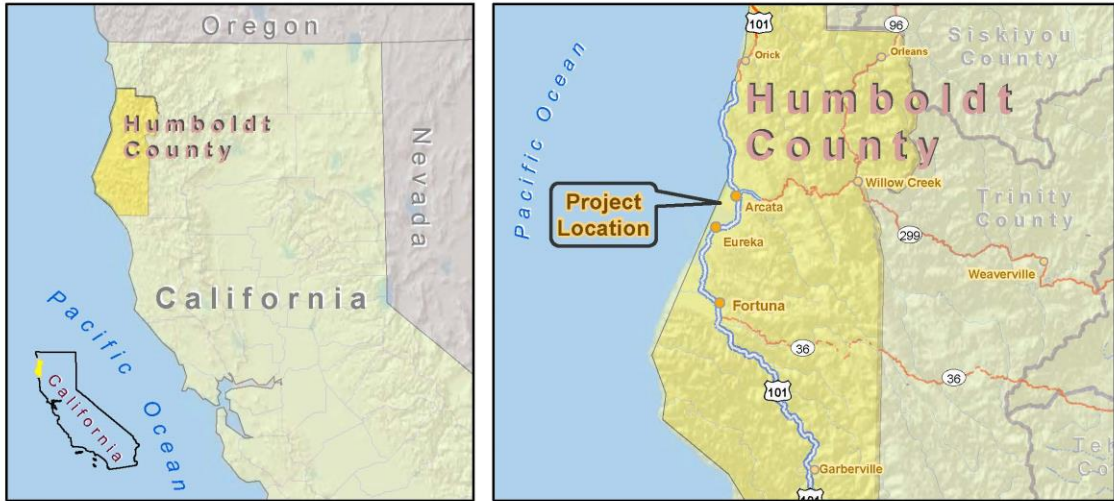 Oregon
Humboldt
County
Nevada
California
Pacific Ocean
California
101
96
Orick
Orleans
Siskiyou
County
Pacific Ocean
Humboldt
County
Willow Creek
Project
Location
Arcata
Trinity
County
Eureka
299
Weaverville
Fortuna
36
36
101
Garberville
101